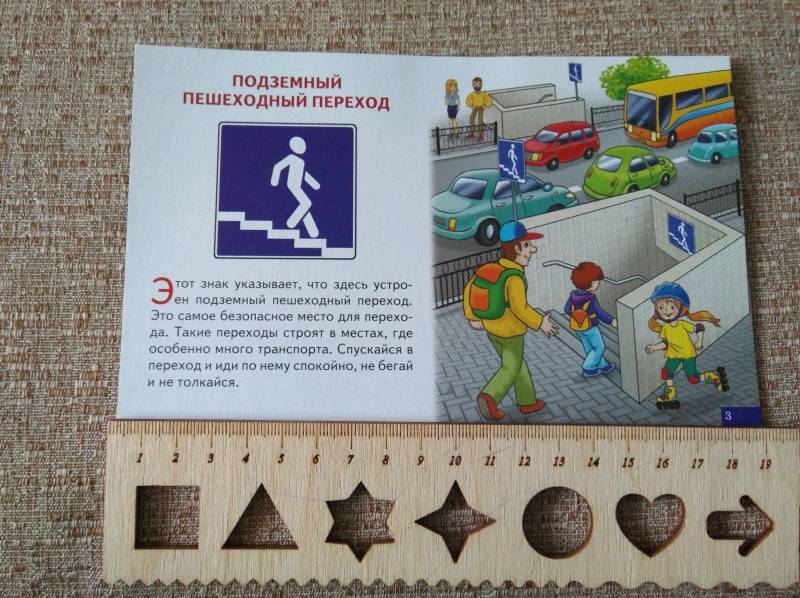 ПОДЗЕМНЫЙ
ПЕШЕХОДНЫЙ ПЕРЕХОД
Этот знак указывает, что здесь устро-
ен подземный пешеходный переход.
Это самое безопасное место для перехо-
да. Такие переходы строят в местах, где
особенно много транспорта. Спускайся в
переход и иди по нему спокойно, не бегай
и не толкайся.
3
1 2 3 4 5 6 7 8 9 10 11 12 13 14 15 16 17 18 19